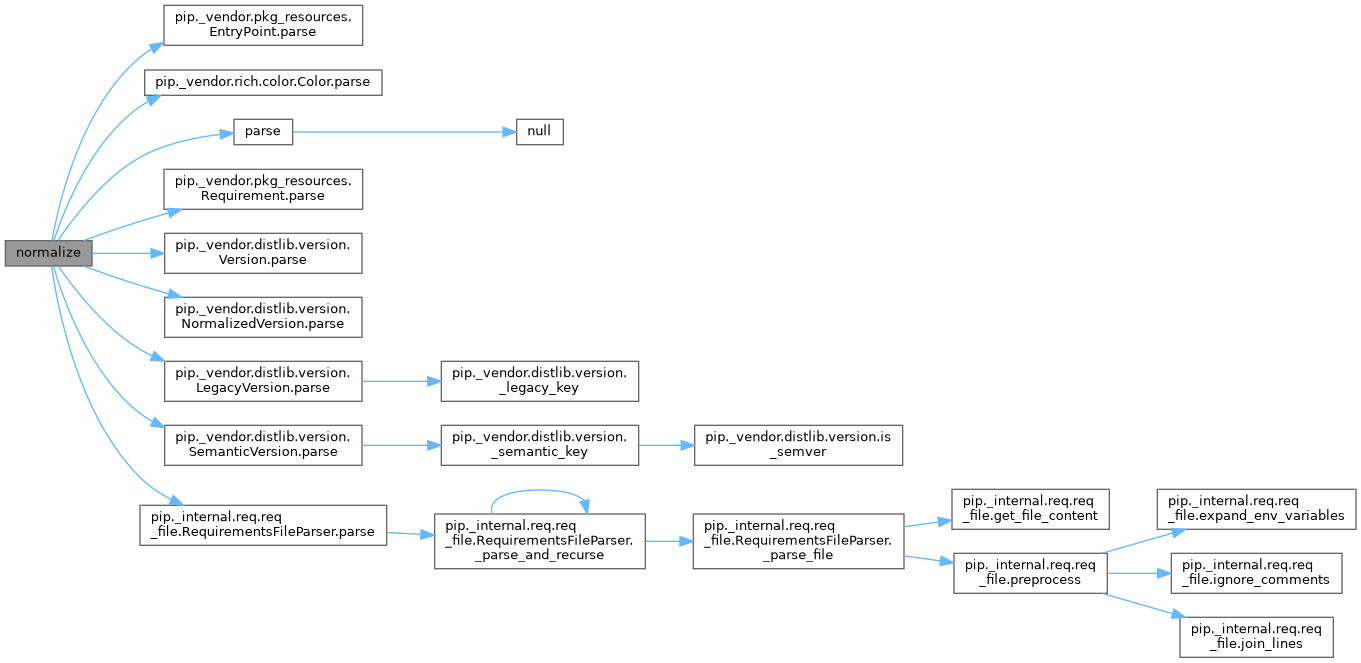 pip._vendor.pkg_resources.
EntryPoint.parse
pip._vendor.rich.color.Color.parse
parse
null
pip._vendor.pkg_resources.
Requirement.parse
normalize
pip._vendor.distlib.version.
Version.parse
pip._vendor.distlib.version.
NormalizedVersion.parse
pip._vendor.distlib.version.
LegacyVersion.parse
pip._vendor.distlib.version.
_legacy_key
pip._vendor.distlib.version.
SemanticVersion.parse
pip._vendor.distlib.version.
_semantic_key
pip._vendor.distlib.version.is
_semver
pip._internal.req.req
_file.RequirementsFileParser.parse
pip._internal.req.req
_file.RequirementsFileParser.
_parse_and_recurse
pip._internal.req.req
_file.RequirementsFileParser.
_parse_file
pip._internal.req.req
_file.get_file_content
pip._internal.req.req
_file.preprocess
pip._internal.req.req
_file.expand_env_variables
pip._internal.req.req
_file.ignore_comments
pip._internal.req.req
_file.join_lines